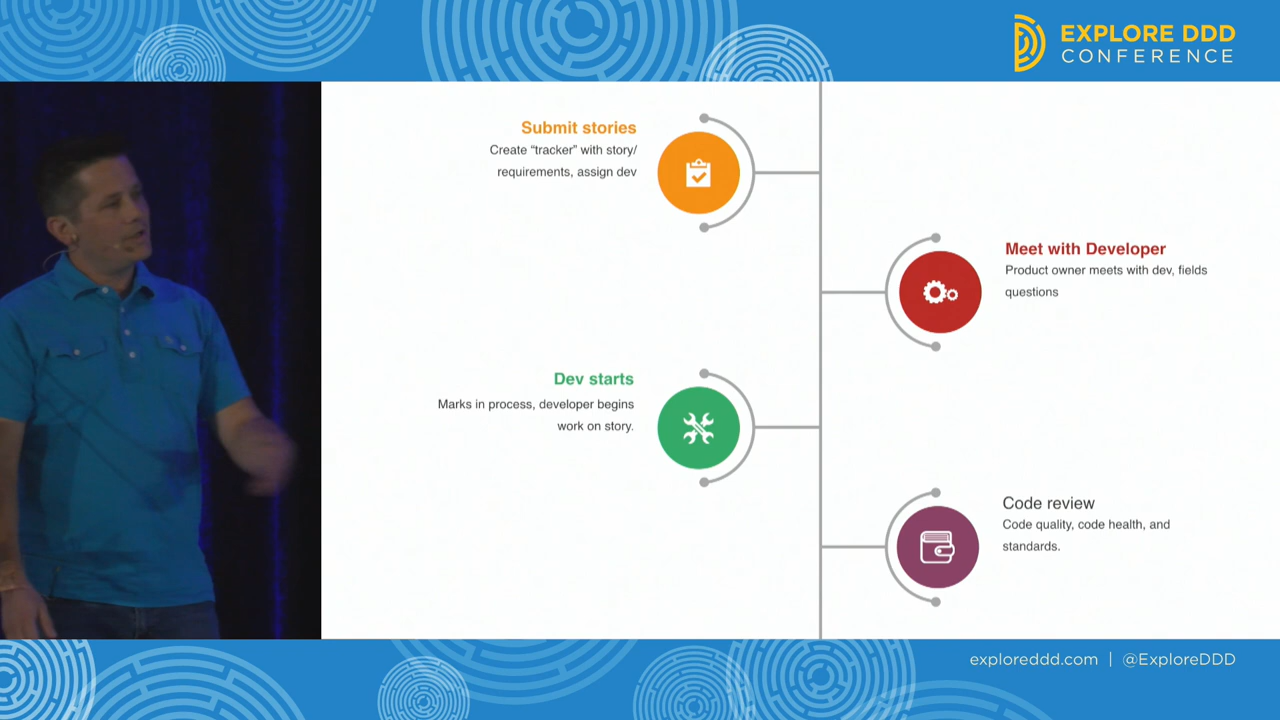 EXPLORE DDD
CONFERENCE
Submit stories
Create “tracker” with story/
requirements, assign dev
Meet with Developer
Product owner meets with dev, fields
questions
Dev starts
Marks in process, developer begins
work on story.
Code review
Code quality, code health, and
standards.
exploreddd.com | @ExploreDDD